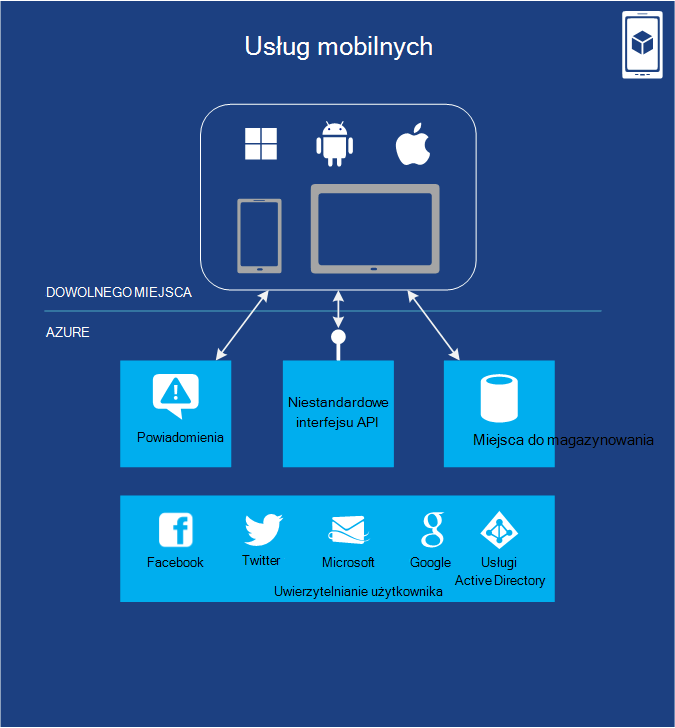 Usług mobilnych
DOWOLNEGO MIEJSCA
AZURE
Powiadomienia
Niestandardowe
interfejsu API
Miejsca do magazynowania
Facebook
Twitter
Microsoft
Google
Usługi
Active Directory
Uwierzytelnianie użytkownika